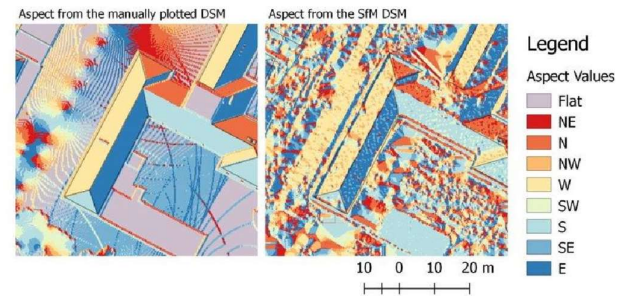 Aspect from the manually plotted DSM
Aspect from the SfM DSM
Legend
Aspect Values
Flat
NE
N
NW
W
SW
S
SE
E
10 0 10 20 m